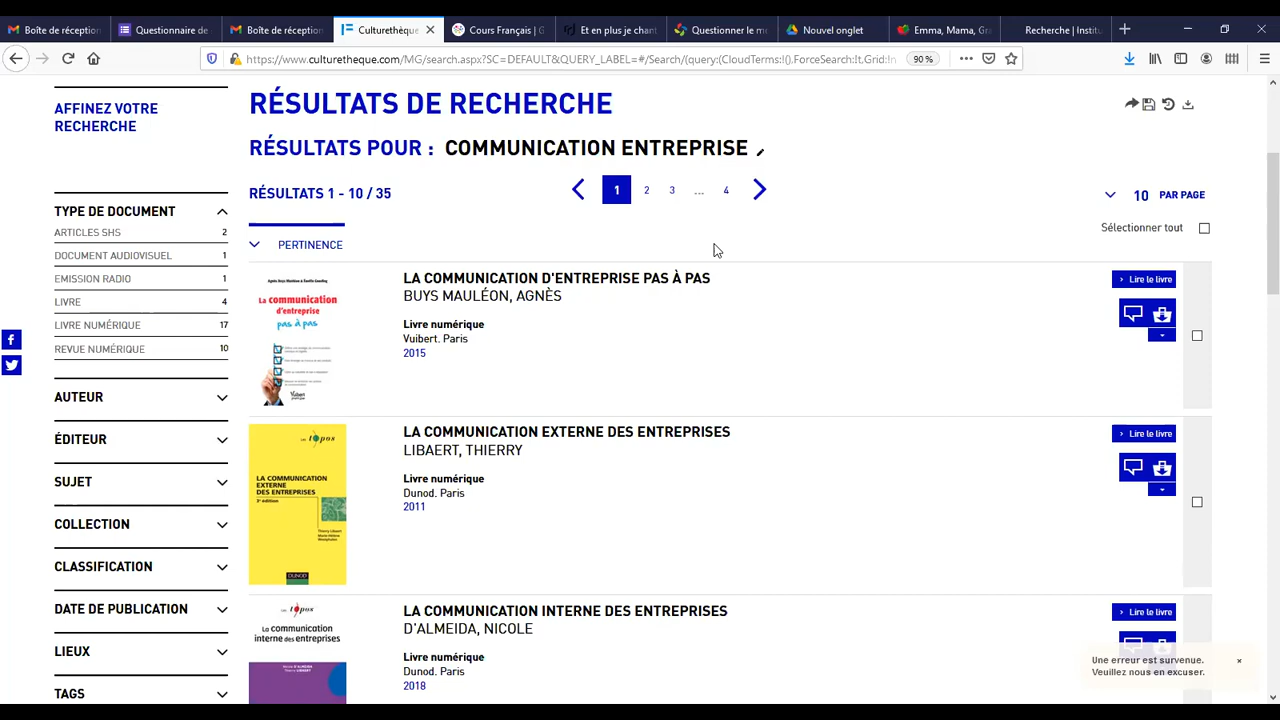 Boîte de réception
Questionnaire de
Boîte de réception
Culturethèque
Cours Français | G
Et en plus je chant
Questionner le m
Nouvel onglet
Emma, Mama, Gr
Recherche | Instit
https://www.culturetheque.com/MG/search.aspx?SC=DEFAULT&QUERY_LABEL=#/Search/(query:(CloudTerms:!().ForceSearch:!t.Grid:!n
90 %
AFFINEZ VOTRE
RECHERCHE
RÉSULTATS DE RECHERCHE
RÉSULTATS POUR : COMMUNICATION ENTREPRISE
RÉSULTATS 1 - 10 / 35
1 2 3 ... 4
10 PAR PAGE
Sélectionner tout
PERTINENCE
TYPE DE DOCUMENT
ARTICLES SHS 2
DOCUMENT AUDIOVISUEL 1
EMISSION RADIO 1
LIVRE 4
LIVRE NUMÉRIQUE 17
REVUE NUMÉRIQUE 10
AUTEUR
ÉDITEUR
SUJET
COLLECTION
CLASSIFICATION
DATE DE PUBLICATION
LIEUX
TAGS
La communication
d'entreprise
pas à pas
Vuibert
LA COMMUNICATION D'ENTREPRISE PAS À PAS
BUYS MAULÉON, AGNÈS
Livre numérique
Vuibert. Paris
2015
Lire le livre
topos
LA COMMUNICATION
EXTERNE
DES ENTREPRISES
3e édition
DUNOD
LA COMMUNICATION EXTERNE DES ENTREPRISES
LIBAERT, THIERRY
Livre numérique
Dunod. Paris
2011
Lire le livre
topos
La communication
interne des entreprises
LA COMMUNICATION INTERNE DES ENTREPRISES
D'ALMEIDA, NICOLE
Livre numérique
Dunod. Paris
2018
Lire le livre
Une erreur est survenue.
Veuillez nous en excuser.